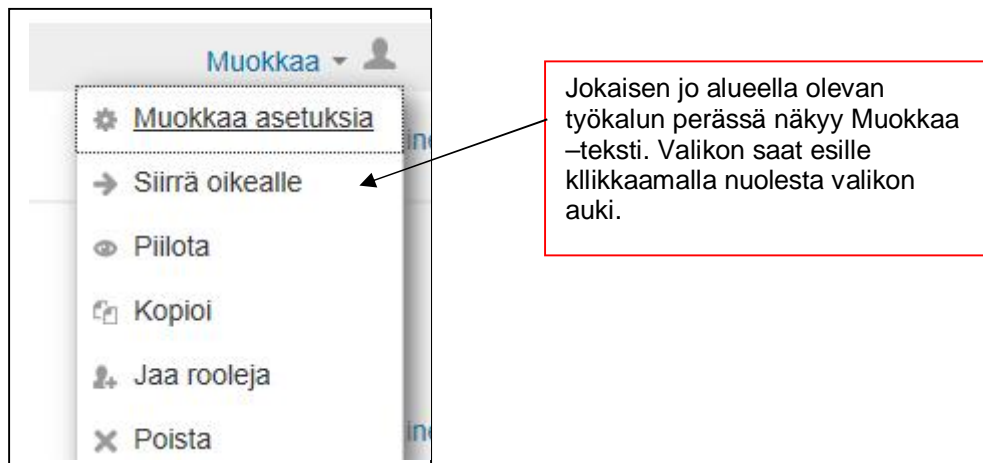 Muokkaa
Muokkaa asetuksia
Siirrä oikealle
Piilota
Kopioi
Jaa rooleja
Poista
Jokaisen jo alueella olevan
työkalun perässä näkyy Muokkaa
–teksti. Valikon saat esille
kllikkaamalla nuolesta valikon
auki.